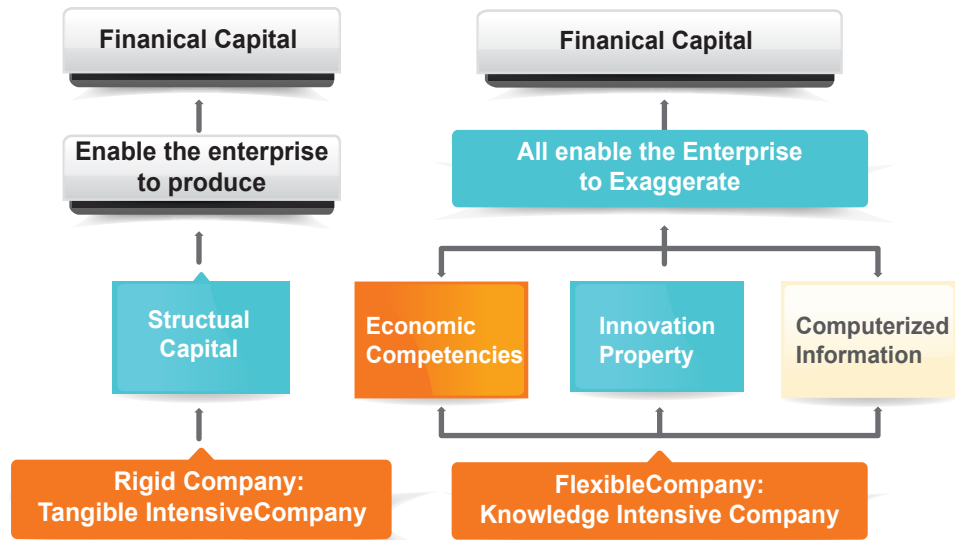 Finanical Capital
Enable the enterprise
to produce
Structual
Capital
Rigid Company:
Tangible IntensiveCompany
Finanical Capital
All enable the Enterprise
to Exaggerate
Economic
Competencies
Innovation
Property
Computerized
Information
FlexibleCompany:
Knowledge Intensive Company